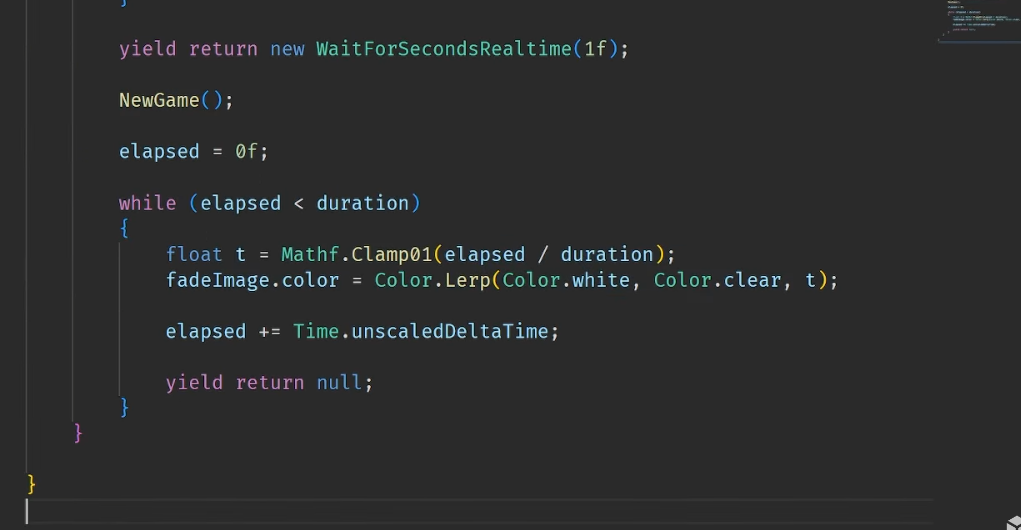 }
yield return new WaitForSecondsRealtime(1f);
NewGame();
elapsed = 0f;
while (elapsed < duration)
{
float t = Mathf.Clamp01(elapsed / duration);
fadeImage.color = Color.Lerp(Color.white, Color.clear, t);
elapsed += Time.unscaledDeltaTime;
yield return null;
}
}
}